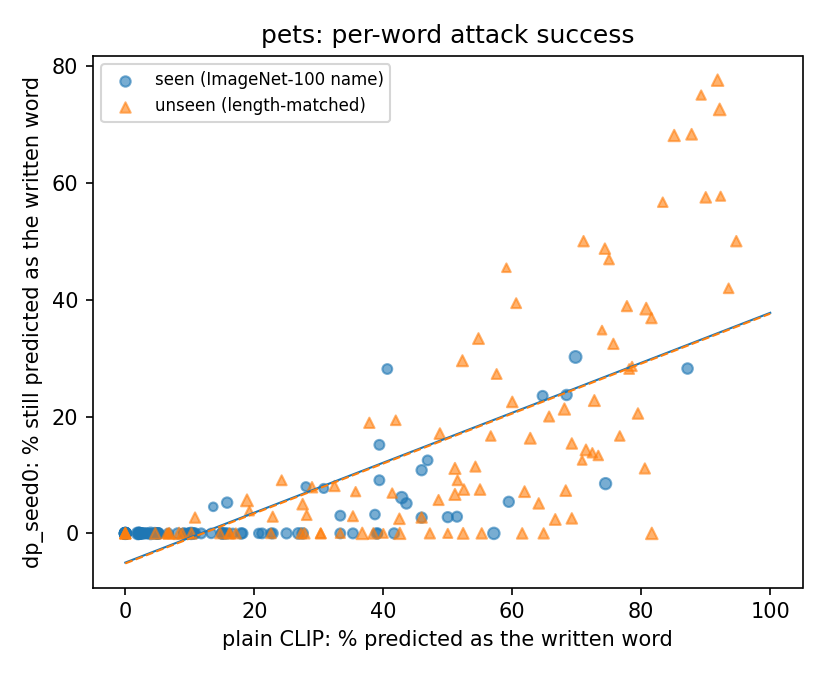 pets: per-word attack success
seen (ImageNet-100 name)
unseen (length-matched)
dp_seed0: % still predicted as the written word
80
60
40
20
0
0 20 40 60 80 100
plain CLIP: % predicted as the written word